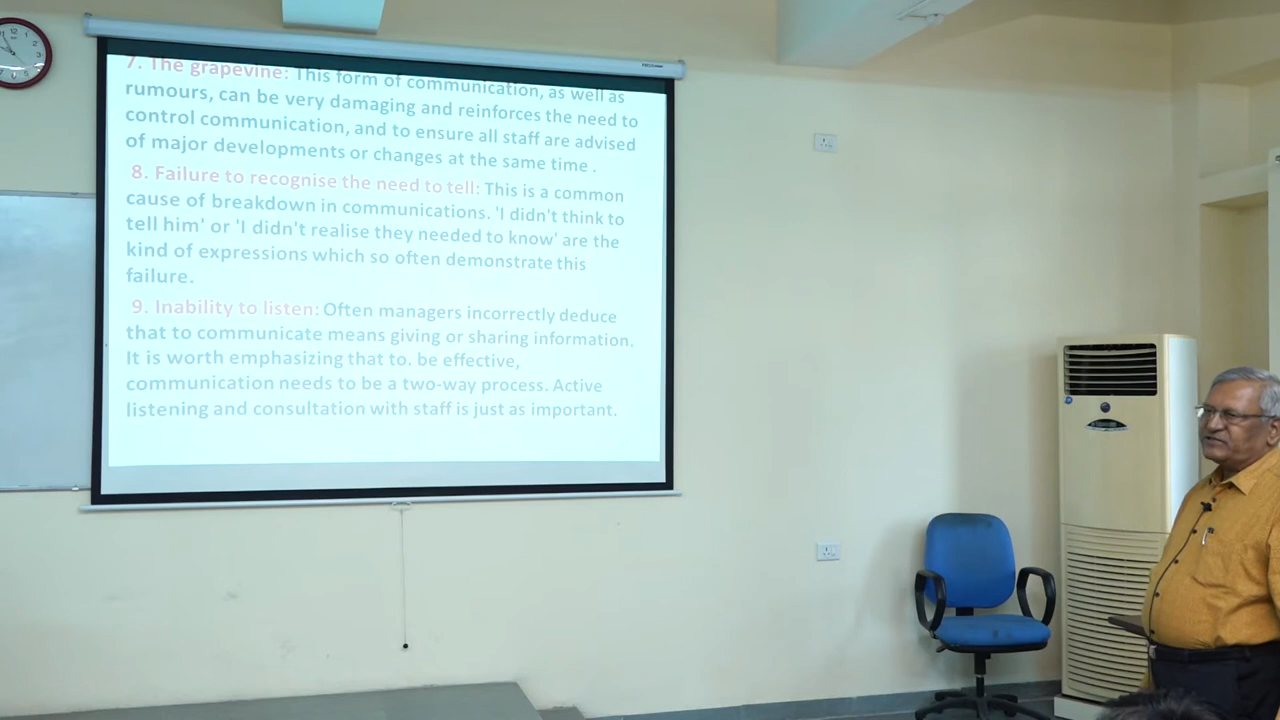 7. The grapevine: This form of communication, as well as
rumours, can be very damaging and reinforces the need to
control communication, and to ensure all staff are advised
of major developments or changes at the same time .
8. Failure to recognise the need to tell: This is a common
cause of breakdown in communications. 'I didn't think to
tell him' or 'I didn't realise they needed to know' are the
kind of expressions which so often demonstrate this
failure.
9. Inability to listen: Often managers incorrectly deduce
that to communicate means giving or sharing information.
It is worth emphasizing that to. be effective,
communication needs to be a two-way process. Active
listening and consultation with staff is just as important.